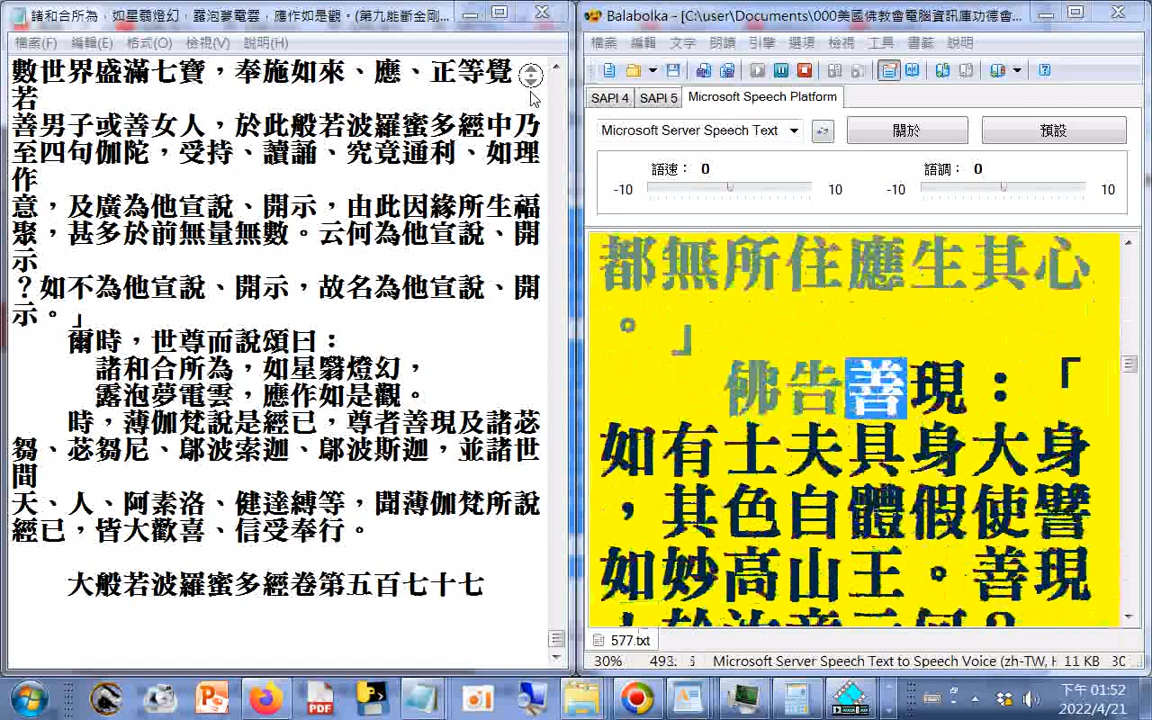 諸和合所為，如星翳燈幻，露泡夢電雲，應作如是觀。(第九能斷金剛...
檔案(F) 編輯(E) 格式(O) 檢視(V) 說明(H)
數世界盛滿七寶，奉施如來、應、正等覺
若
善男子或善女人，於此般若波羅蜜多經中乃
至四句伽陀，受持、讀誦、究竟通利、如理
作
意，及廣為他宣說、開示，由此因緣所生福
聚，甚多於前無量無數。云何為他宣說、開
示
？如不為他宣說、開示，故名為他宣說、開
示。」
爾時，世尊而說頌曰：
諸和合所為，如星翳燈幻，
露泡夢電雲，應作如是觀。
時，薄伽梵說是經已，尊者善現及諸苾
芻、苾芻尼、鄔波索迦、鄔波斯迦，並諸世
間
天、人、阿素洛、健達縛等，聞薄伽梵所說
經已，皆大歡喜、信受奉行。
大般若波羅蜜多經卷第五百七十七
Balabolka - [C:\user\Documents\000美國佛教會電腦資訊庫功德會...
檔案 編輯 文字 朗讀 引擎 選項 檢視 工具 書籤 說明
SAPI 4 SAPI 5 Microsoft Speech Platform
Microsoft Server Speech Text 關於 預設
語速： 0 語調： 0
-10 10 -10 10
都無所住應生其心
。」
佛告善現：「
如有士夫具身大身
，其色自體假使譬
如妙高山王。善現
577.txt
30% 493. Microsoft Server Speech Text to Speech Voice (zh-TW, H 11 KB 30
PDF
下午 01:52
2022/4/21